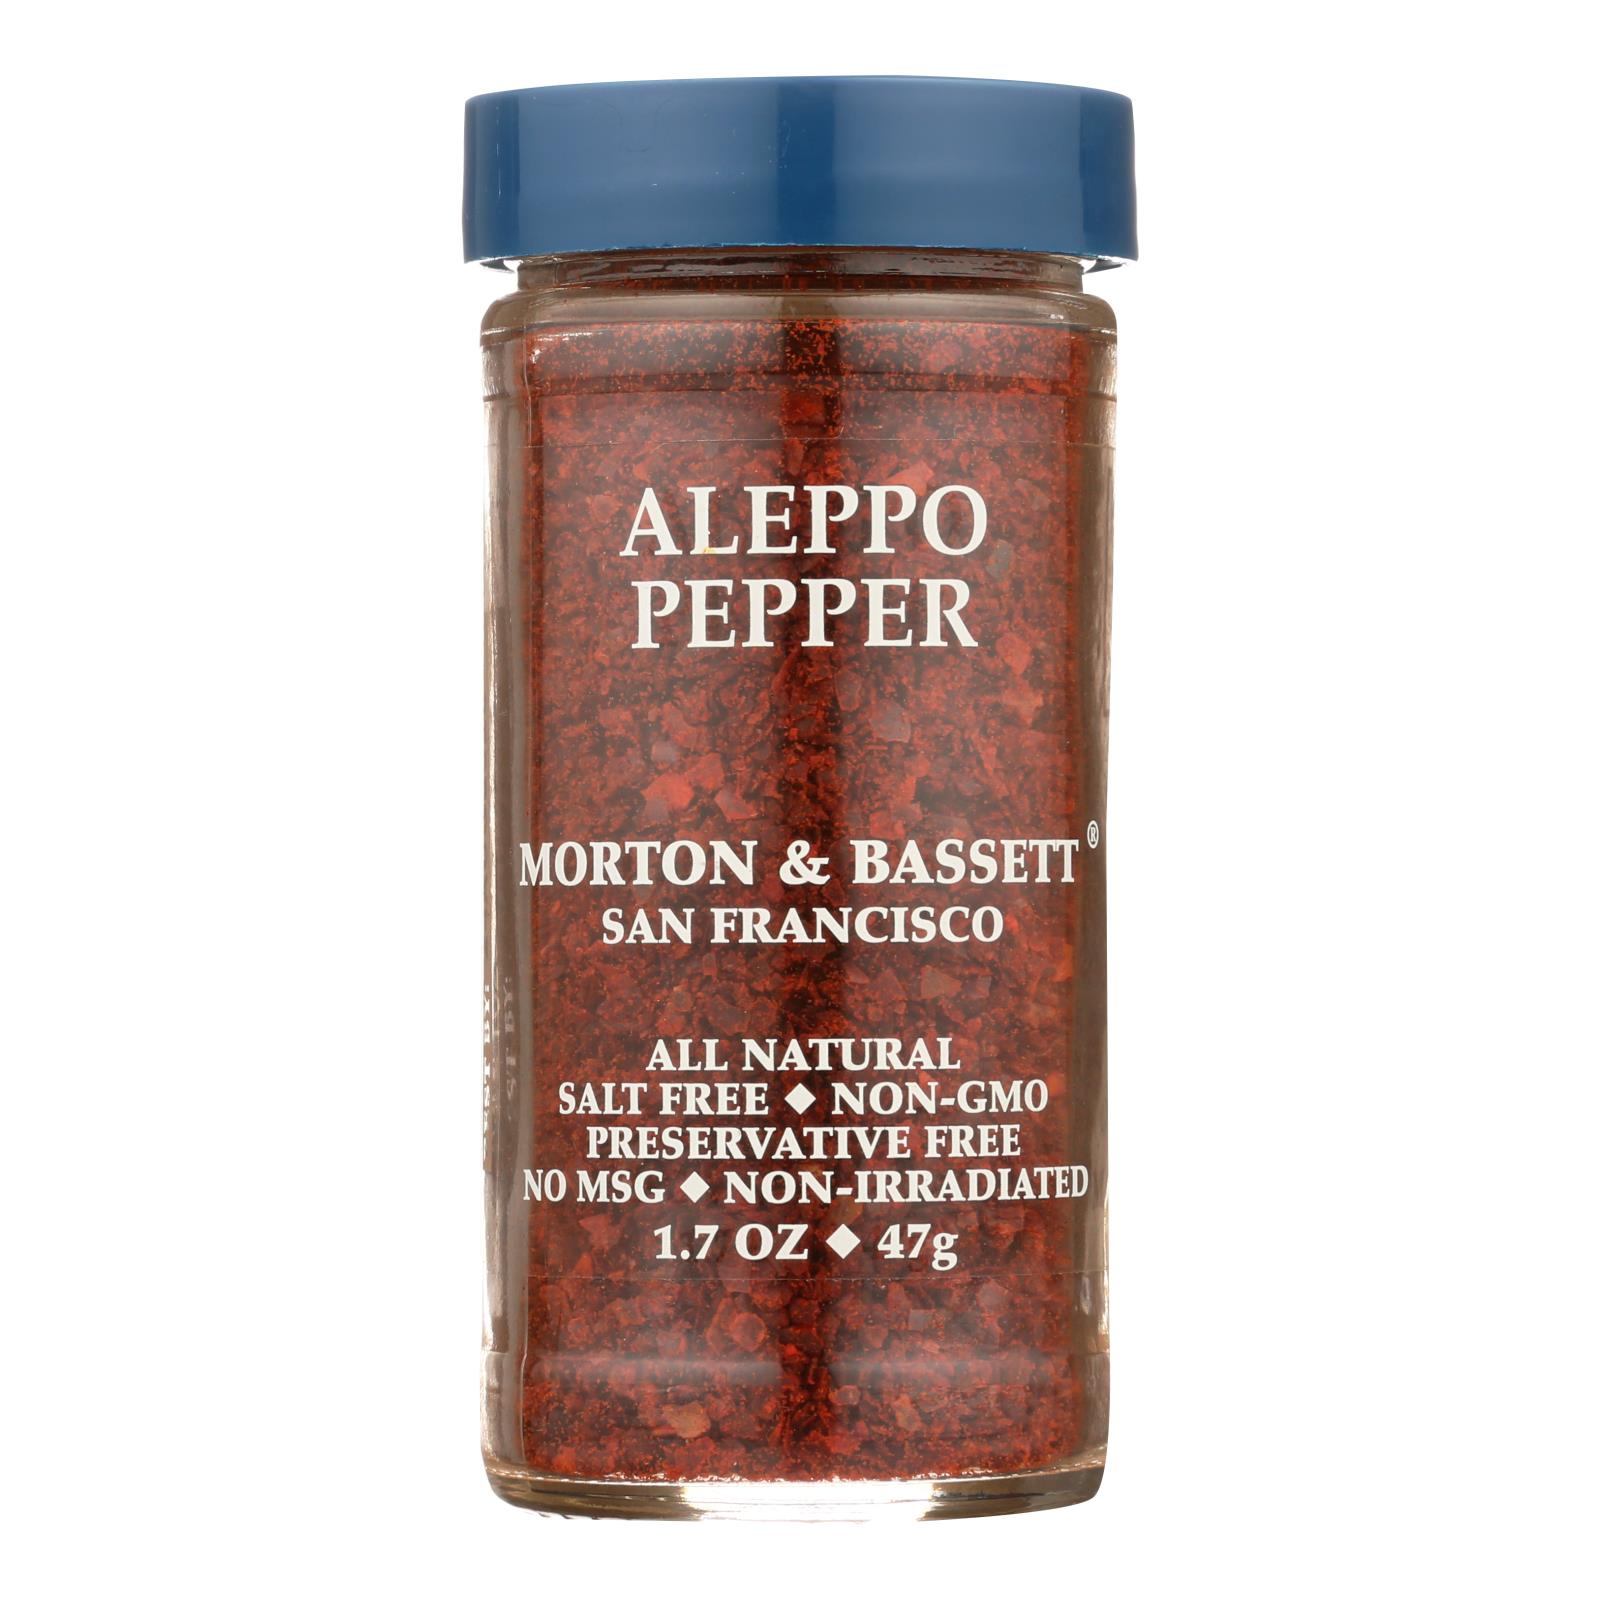 ALEPPO
PEPPER
MORTON & BASSETT®
SAN FRANCISCO
ALL NATURAL
SALT FREE ◆ NON-GMO
PRESERVATIVE FREE
NO MSG ◆ NON-IRRADIATED
1.7 OZ ◆ 47g
BY: